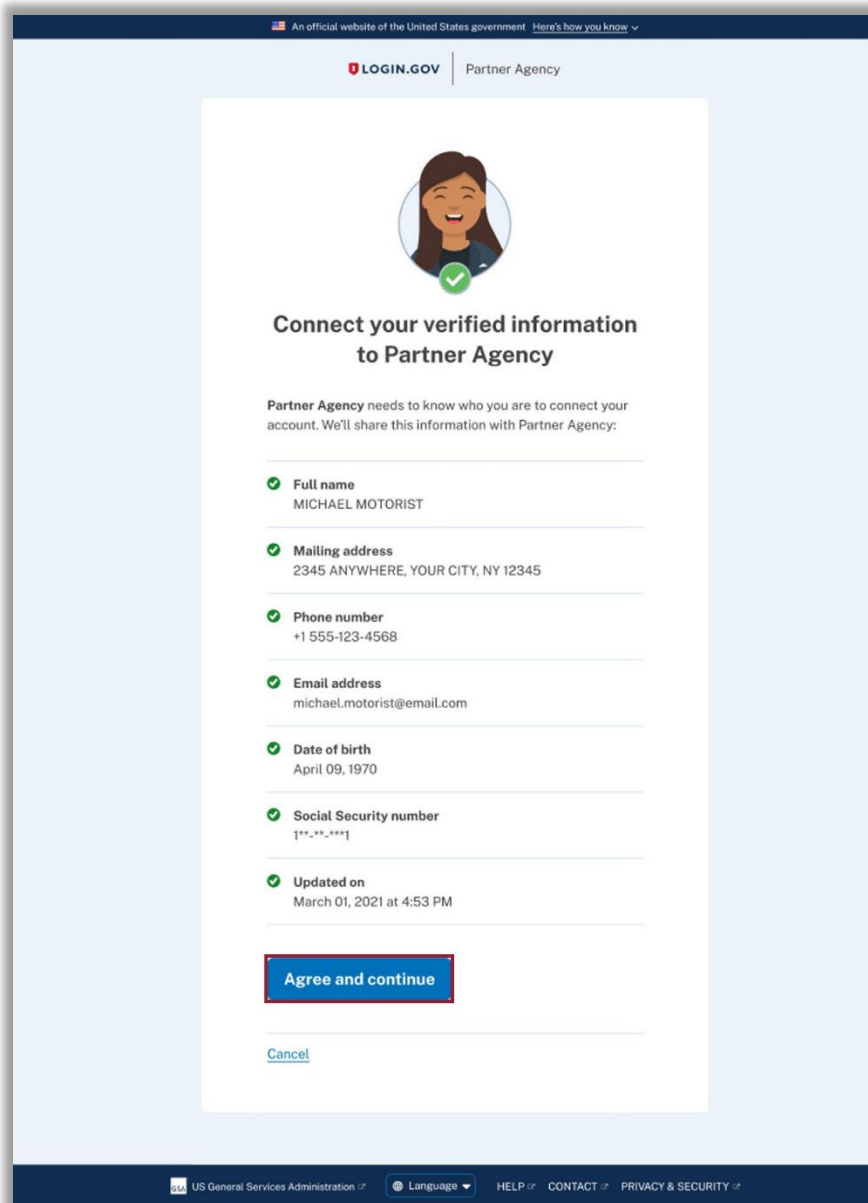 An official website of the United States government Here's how you know
LOGIN.GOV Partner Agency
Connect your verified information
to Partner Agency
Partner Agency needs to know who you are to connect your
account. We'll share this information with Partner Agency:
Full name
MICHAEL MOTORIST
Mailing address
2345 ANYWHERE, YOUR CITY, NY 12345
Phone number
+1 555-123-4568
Email address
michael.motorist@email.com
Date of birth
April 09, 1970
Social Security number
1**-**-***1
Updated on
March 01, 2021 at 4:53 PM
Agree and continue
Cancel
GSA US General Services Administration Language HELP CONTACT PRIVACY & SECURITY